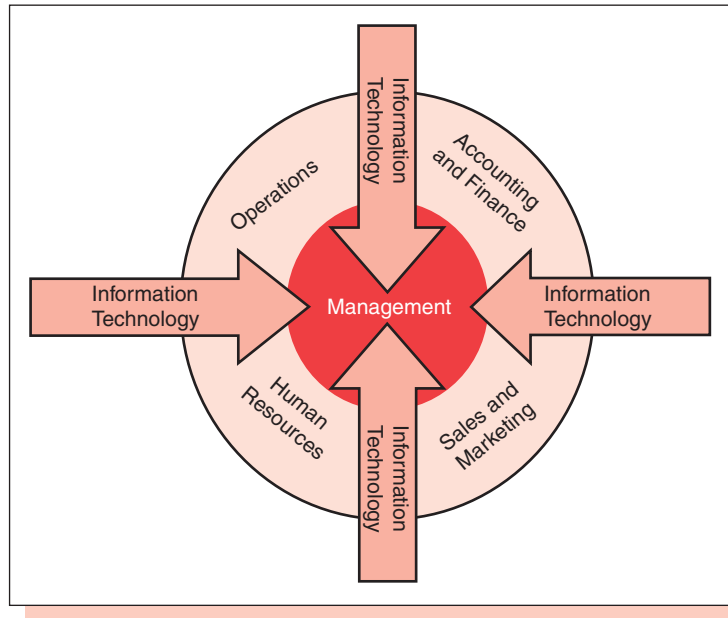 Information
Technology
Operations
Accounting
and Finance
Information
Technology
Management
Information
Technology
Human
Resources
Information
Technology
Sales and
Marketing